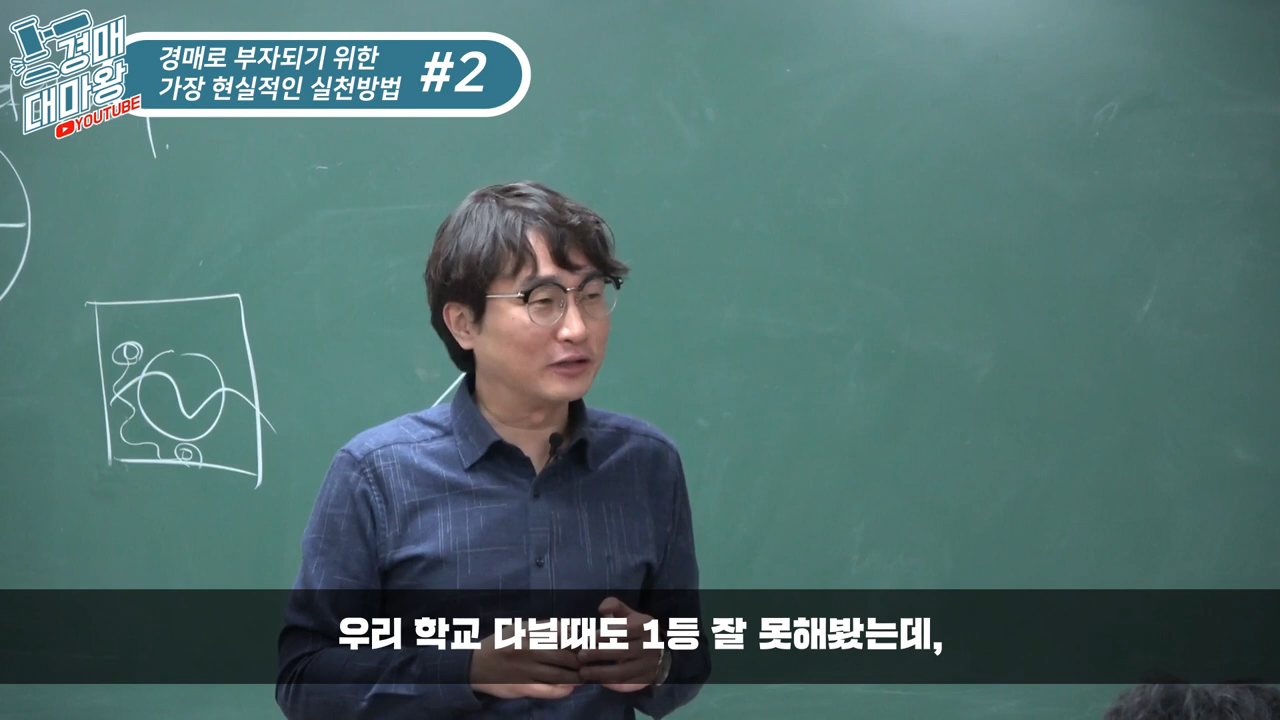 경매
대마왕
YOUTUBE
경매로 부자되기 위한
가장 현실적인 실천방법
#2
우리 학교 다닐때도 1등 잘 못해봤는데,